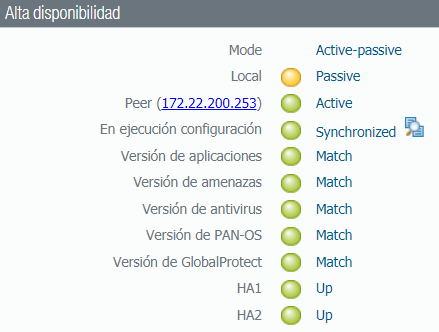 Alta disponibilidad
Mode Active-passive
Local Passive
Peer (172.22.200.253) Active
En ejecución configuración Synchronized
Versión de aplicaciones Match
Versión de amenazas Match
Versión de antivirus Match
Versión de PAN-OS Match
Versión de GlobalProtect Match
HA1 Up
HA2 Up